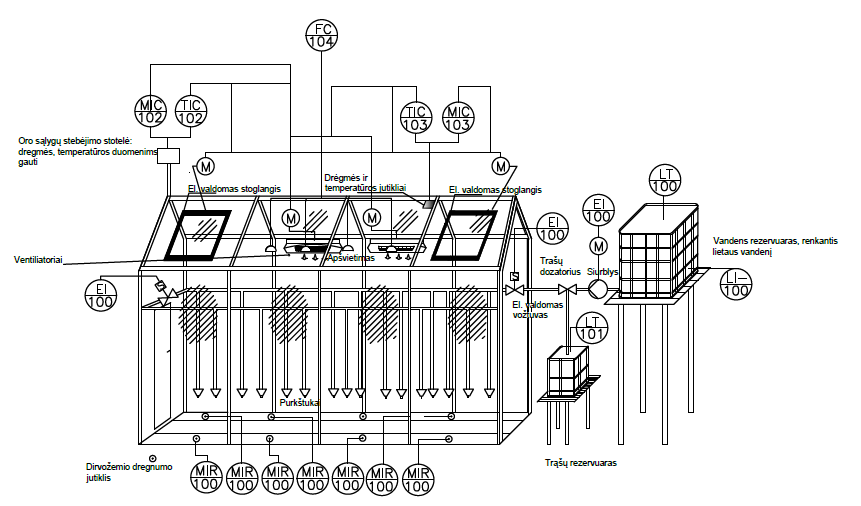 FC
104
MIC
102
TIC
102
TIC
103
MIC
103
Oro sąlygų stebėjimo stotelė:
drėgmės, temperatūros duomenims
gauti
M
M
LT
100
El. valdomas stoglangis
Drėgmės ir
temperatūros jutikliai
El. valdomas stoglangis
EI
100
M
M
EI
100
M
Vandens rezervuaras, renkantis
lietaus vandenį
Ventiliatoriai
Apšvietimas
Trašų
dozatorius
Siurblys
EI
100
LI-
100
El. valdomas
vožtuvas
LT
101
Purkštukai
Dirvožemio dregnumo
jutiklis
MIR
100
MIR
100
MIR
100
MIR
100
MIR
100
MIR
100
MIR
100
Trąšų rezervuaras